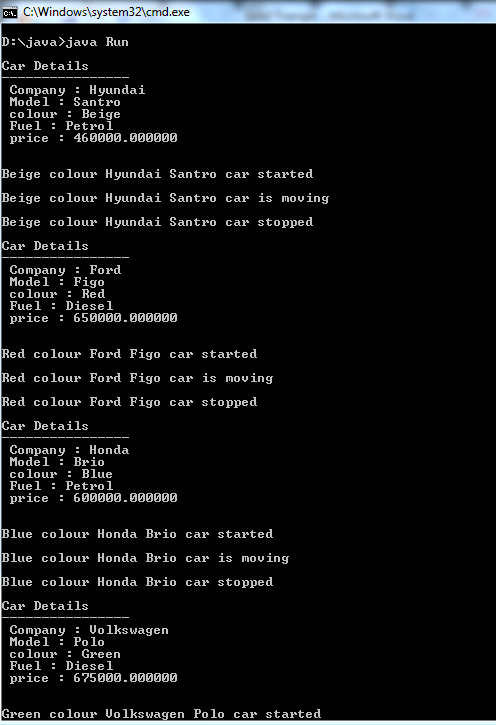 C:\Windows\system32\cmd.exe
D:\java>java Run
Car Details
----------------
Company : Hyundai
Model : Santro
colour : Beige
Fuel : Petrol
price : 460000.000000
Beige colour Hyundai Santro car started
Beige colour Hyundai Santro car is moving
Beige colour Hyundai Santro car stopped
Car Details
----------------
Company : Ford
Model : Figo
colour : Red
Fuel : Diesel
price : 650000.000000
Red colour Ford Figo car started
Red colour Ford Figo car is moving
Red colour Ford Figo car stopped
Car Details
----------------
Company : Honda
Model : Brio
colour : Blue
Fuel : Petrol
price : 600000.000000
Blue colour Honda Brio car started
Blue colour Honda Brio car is moving
Blue colour Honda Brio car stopped
Car Details
----------------
Company : Volkswagen
Model : Polo
colour : Green
Fuel : Diesel
price : 675000.000000
Green colour Volkswagen Polo car started